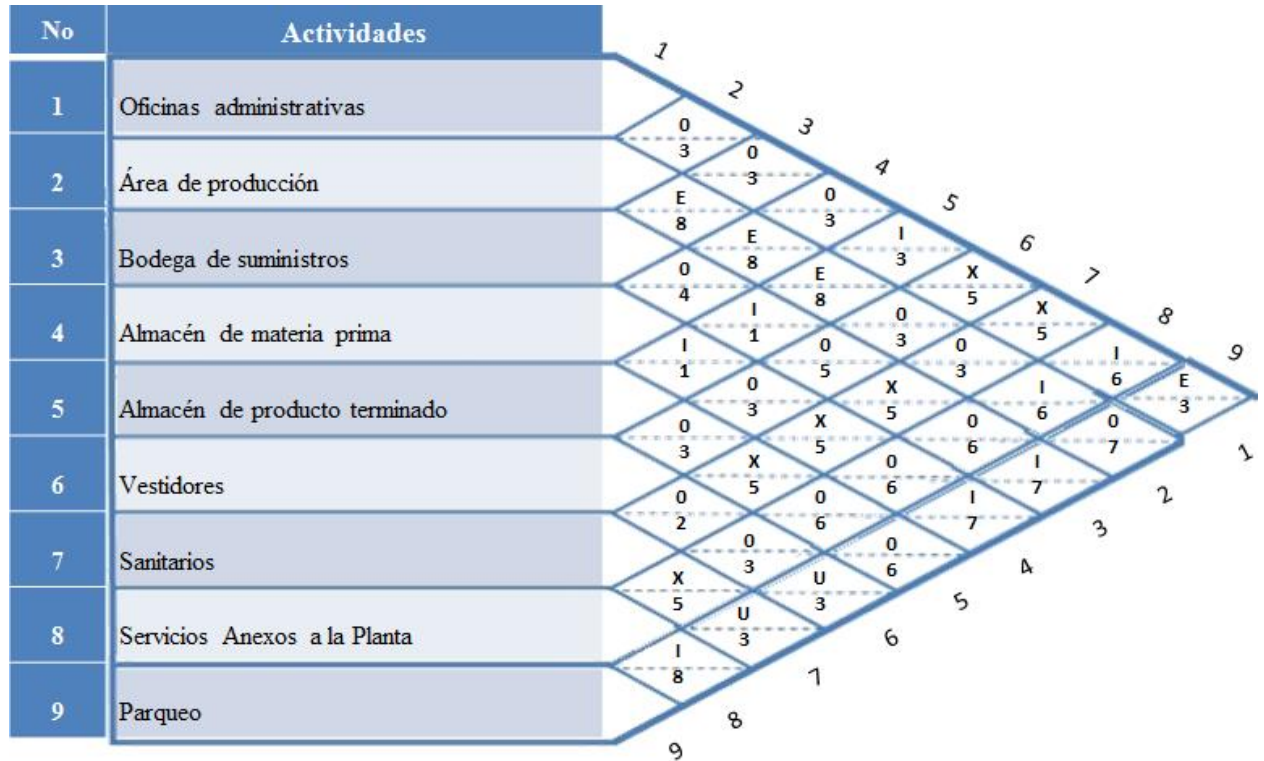 No Actividades
1 Oficinas administrativas
2 Área de producción
3 Bodega de suministros
4 Almacén de materia prima
5 Almacén de producto terminado
6 Vestidores
7 Sanitarios
8 Servicios Anexos a la Planta
9 Parqueo
1 2 3 4 5 6 7 8 9
0 3
0 3
0 3
I 3
X 5
X 5
I 6
E 3
E 8
E 8
E 8
0 3
0 3
I 6
0 7
0 4
I 1
0 5
X 5
0 6
I 7
I 1
0 3
X 5
0 6
I 7
0 3
X 5
0 6
0 6
0 2
0 3
U 3
X 5
U 3
I 8
1 2 3 4 5 6 7 8 9